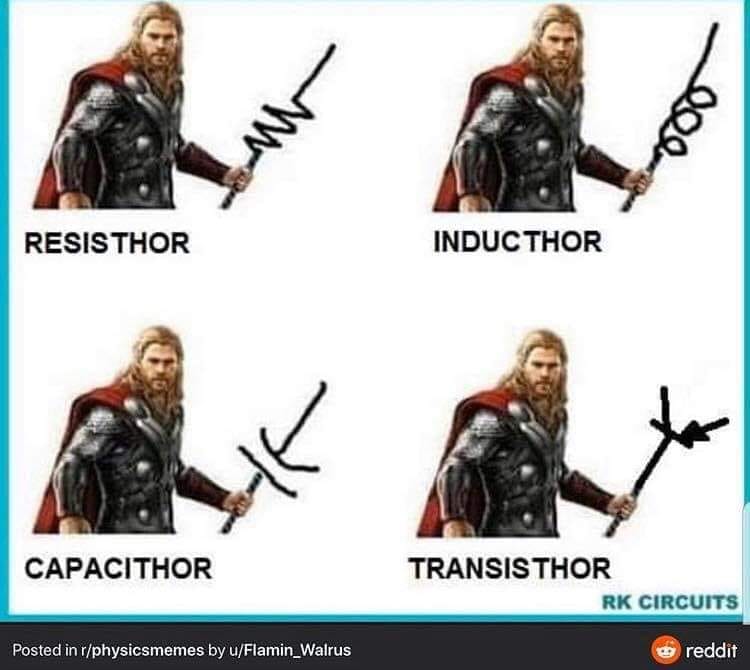 RESISTHOR
INDUCTHOR
CAPACITHOR
TRANSISTHOR
RK CIRCUITS
Posted in r/physicsmemes by u/Flamin_Walrus
reddit